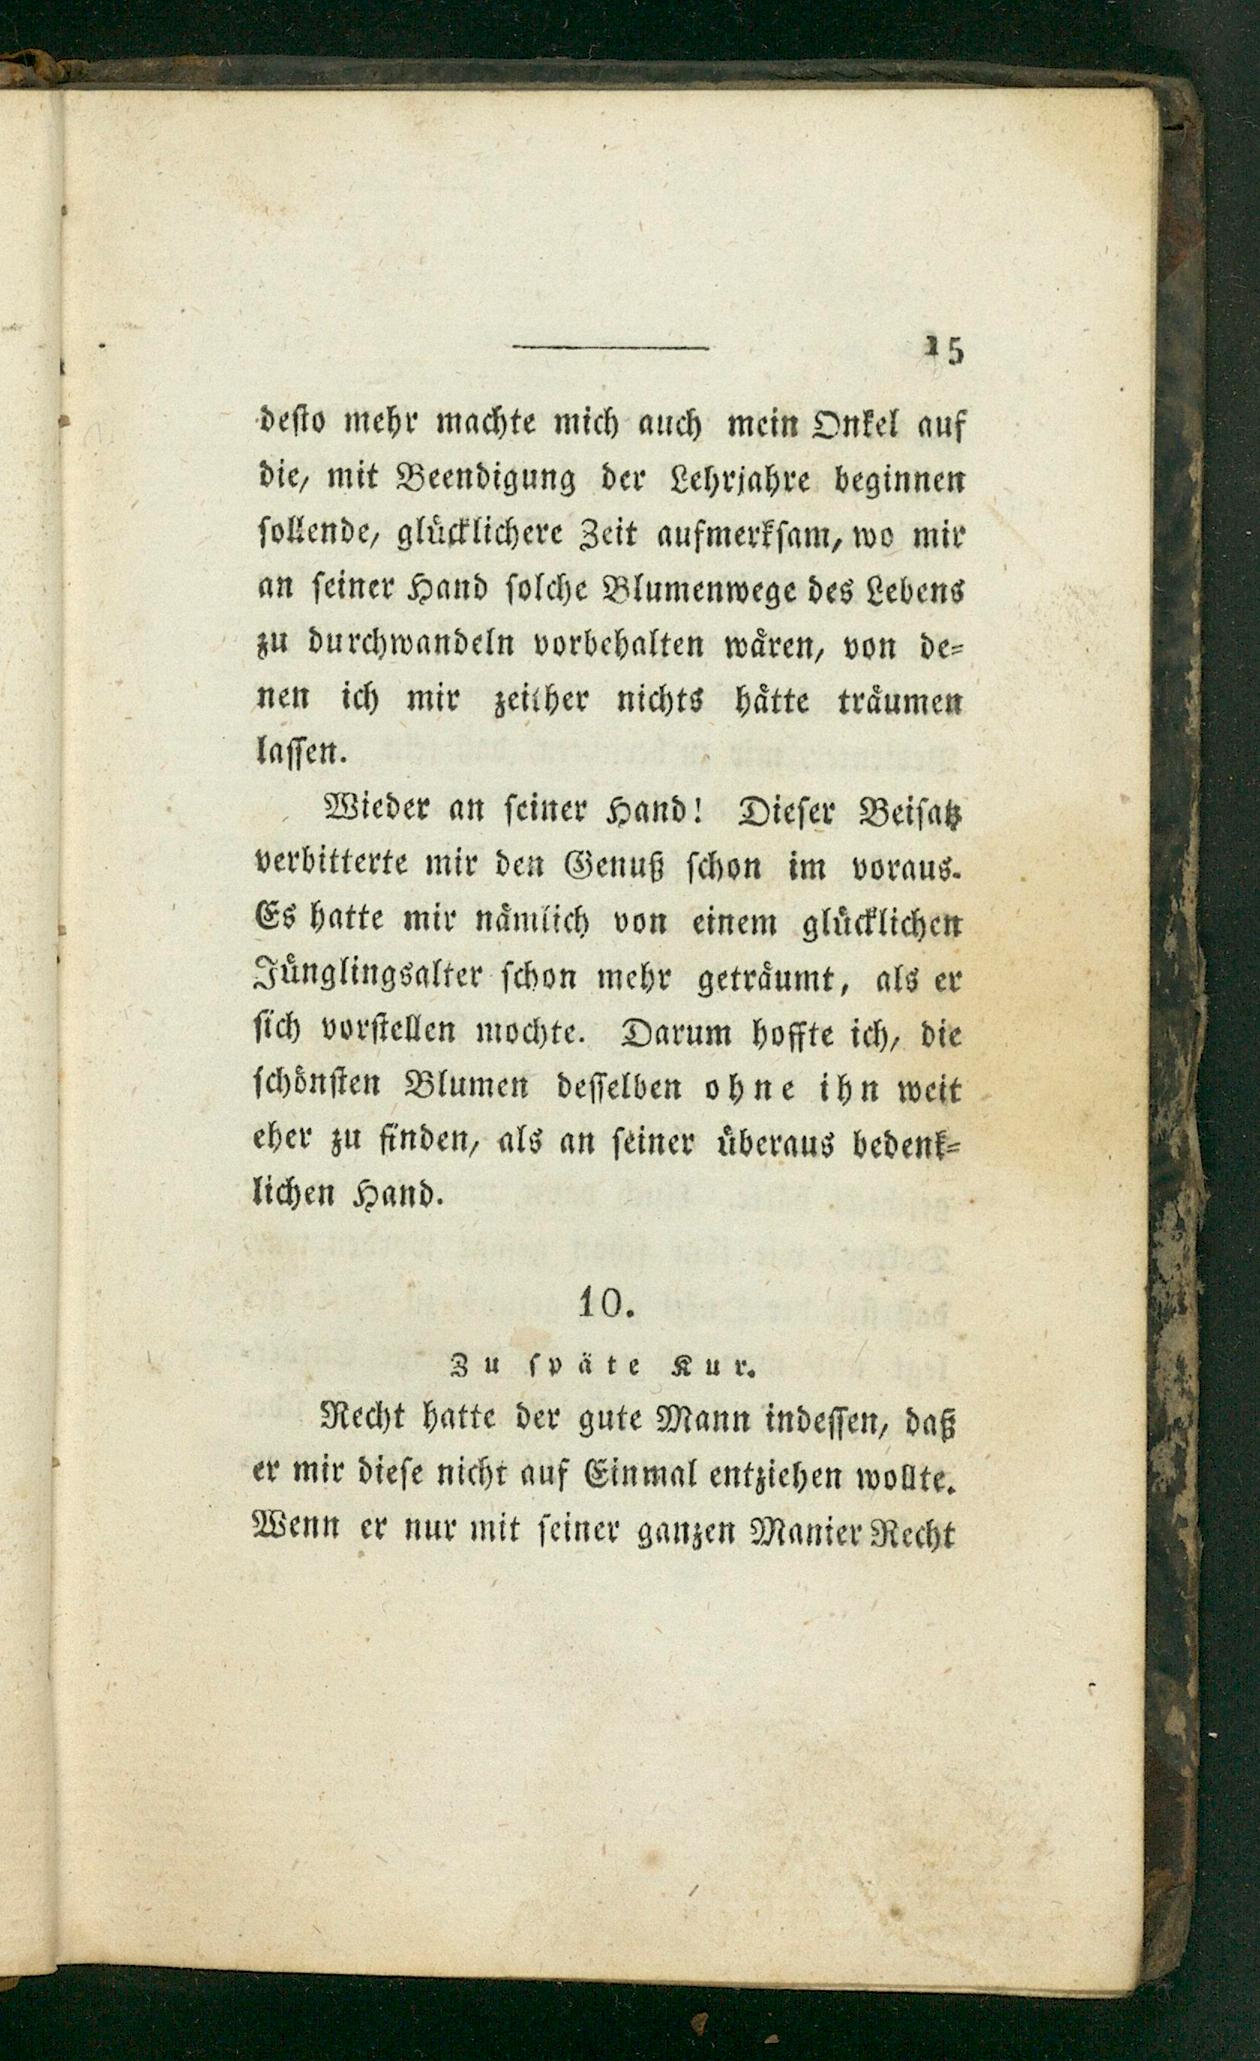 15
desto mehr machte mich auch mein Onkel auf
die, mit Beendigung der Lehrjahre beginnen
sollende, glücklichere Zeit aufmerksam, wo mir
an seiner Hand solche Blumenwege des Lebens
zu durchwandeln vorbehalten wären, von de-
nen ich mir zeither nichts hätte träumen
lassen.
Wieder an seiner Hand! Dieser Beisatz
verbitterte mir den Genuß schon im voraus.
Es hatte mir nämlich von einem glücklichen
Jünglingsalter schon mehr geträumt, als er
sich vorstellen mochte. Darum hoffte ich, die
schönsten Blumen desselben ohne ihn weit
eher zu finden, als an seiner überaus bedenk-
lichen Hand.
10.
Zu späte Kur.
Recht hatte der gute Mann indessen, daß
er mir diese nicht auf Einmal entziehen wollte.
Wenn er nur mit seiner ganzen Manier Recht